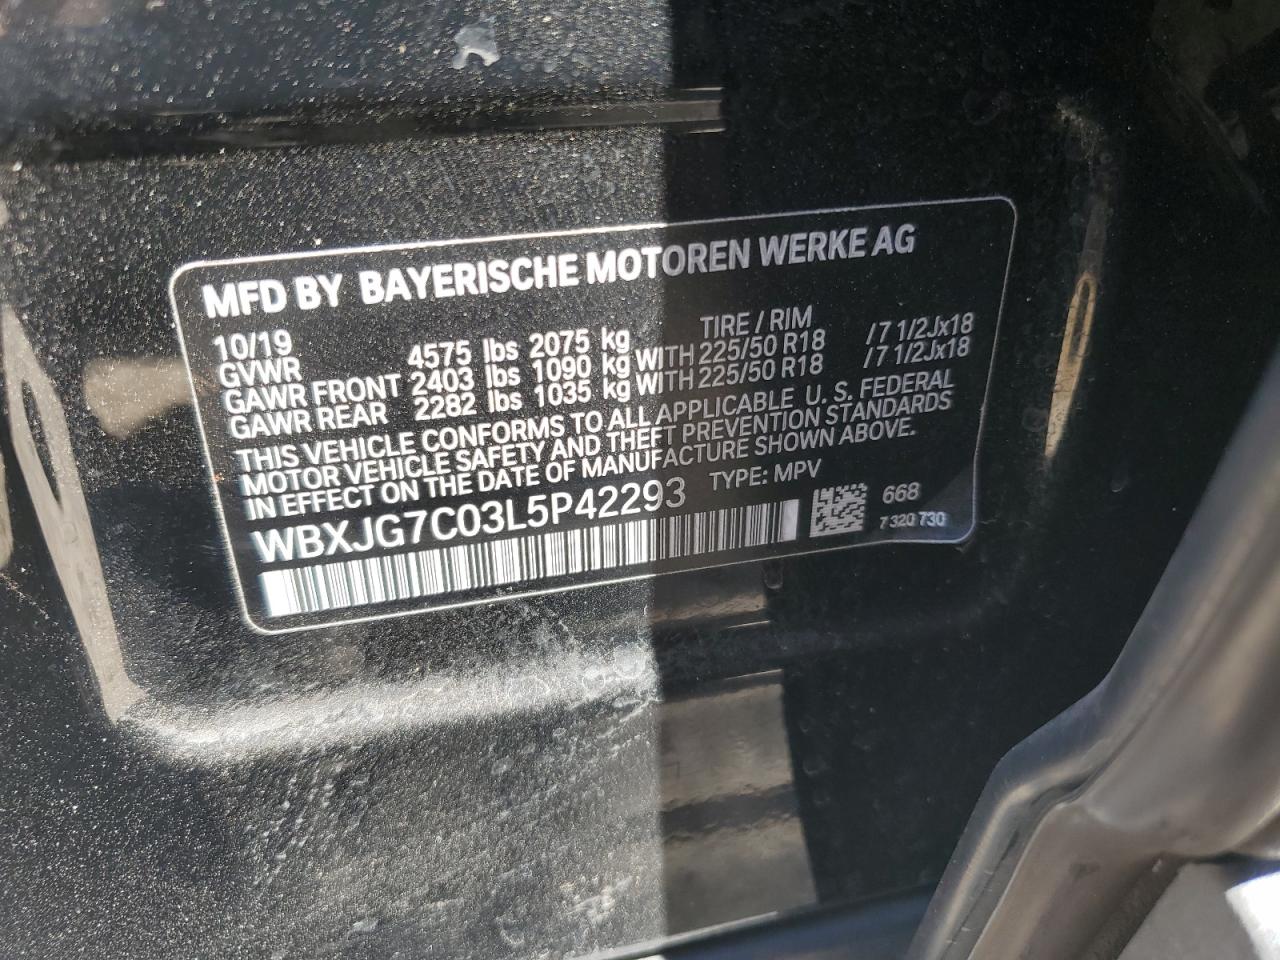 MFD BY BAYERISCHE MOTOREN WERKE AG
10/19 TIRE / RIM
GVWR 4575 lbs 2075 kg
GAWR FRONT 2403 lbs 1090 kg WITH 225/50 R18 /7 1/2Jx18
GAWR REAR 2282 lbs 1035 kg WITH 225/50 R18 /7 1/2Jx18
THIS VEHICLE CONFORMS TO ALL APPLICABLE U. S. FEDERAL
MOTOR VEHICLE SAFETY AND THEFT PREVENTION STANDARDS
IN EFFECT ON THE DATE OF MANUFACTURE SHOWN ABOVE.
WBXJG7C03L5P42293 TYPE: MPV
668
7 320 730